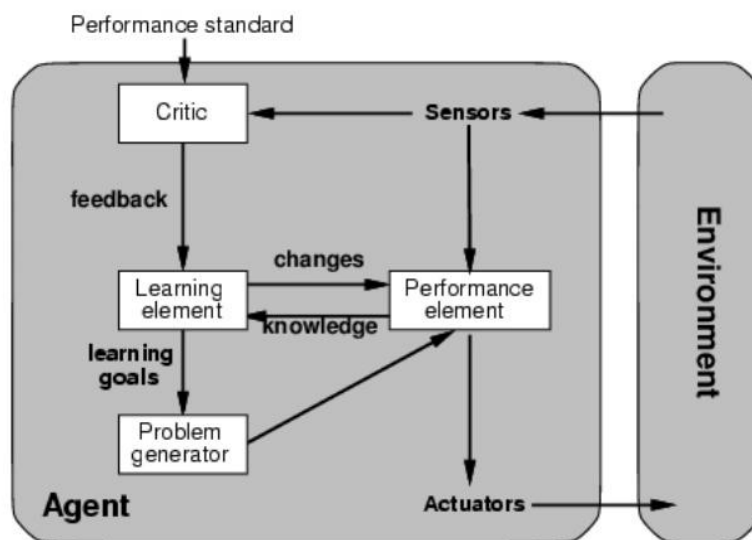 Performance standard
Critic
Sensors
feedback
changes
Learning
element
Performance
element
knowledge
learning
goals
Problem
generator
Agent
Actuators
Environment